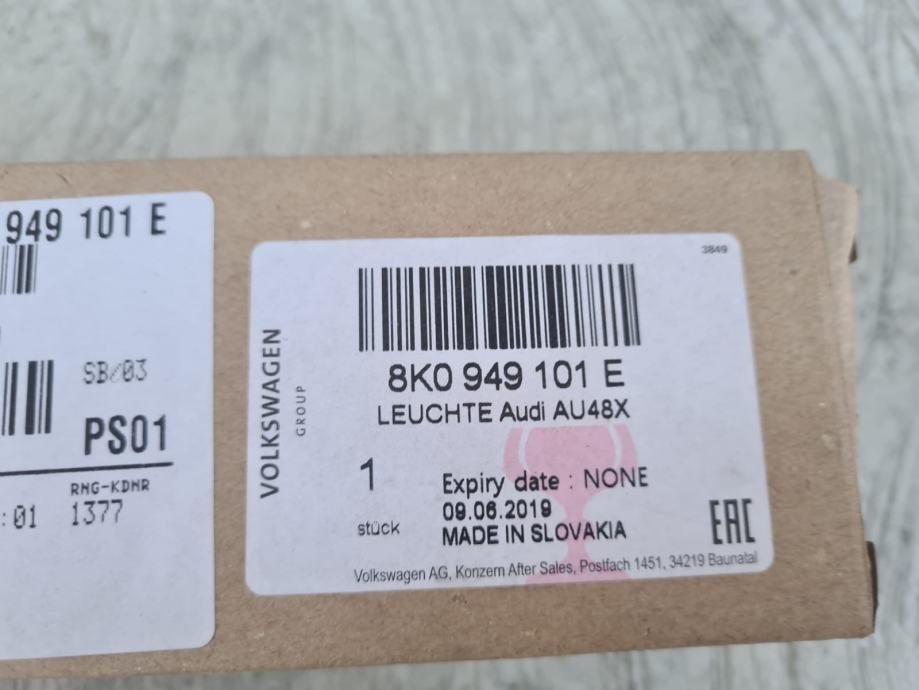 949 101 E
SB/03
PS01
RNG-KDNR
:01 1377
3849
VOLKSWAGEN
GROUP
8K0 949 101 E
LEUCHTE Audi AU48X
1
stück
Expiry date : NONE
09.06.2019
MADE IN SLOVAKIA
EAC
Volkswagen AG, Konzern After Sales, Postfach 1451, 34219 Baunatal